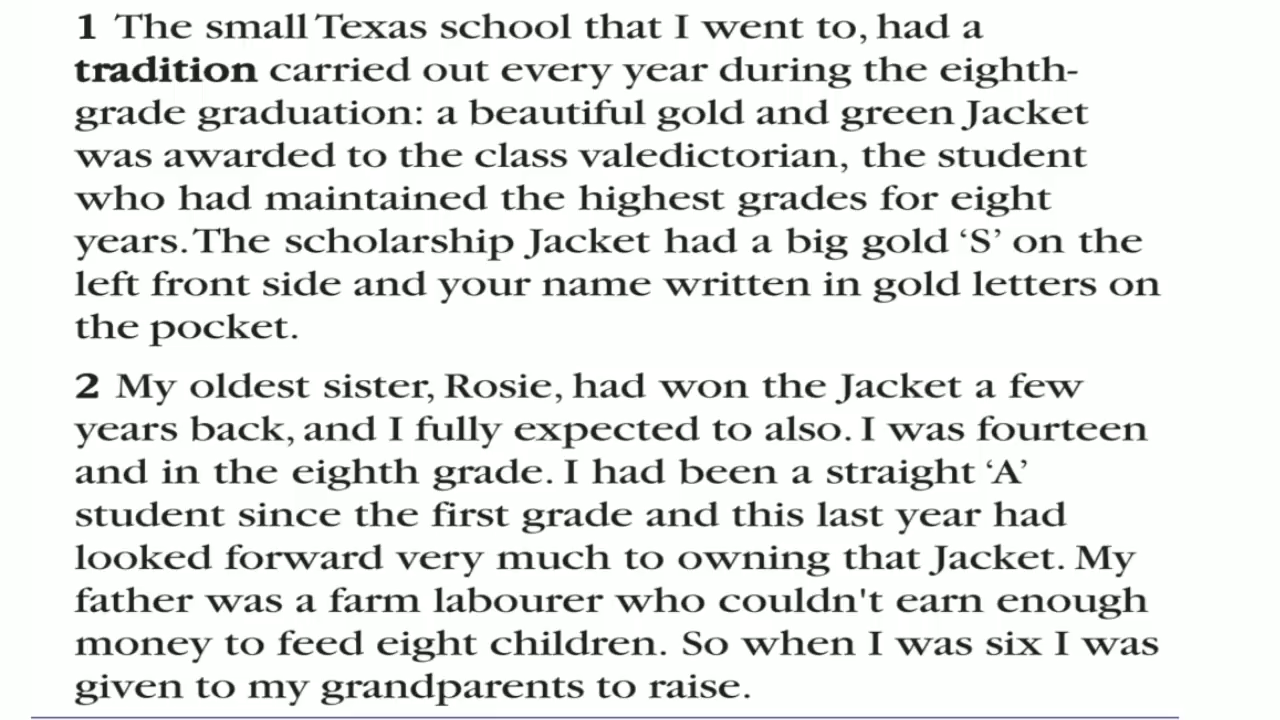 1 The small Texas school that I went to, had a
tradition carried out every year during the eighth-
grade graduation: a beautiful gold and green Jacket
was awarded to the class valedictorian, the student
who had maintained the highest grades for eight
years. The scholarship Jacket had a big gold ‘S’ on the
left front side and your name written in gold letters on
the pocket.
2 My oldest sister, Rosie, had won the Jacket a few
years back, and I fully expected to also. I was fourteen
and in the eighth grade. I had been a straight ‘A’
student since the first grade and this last year had
looked forward very much to owning that Jacket. My
father was a farm labourer who couldn't earn enough
money to feed eight children. So when I was six I was
given to my grandparents to raise.